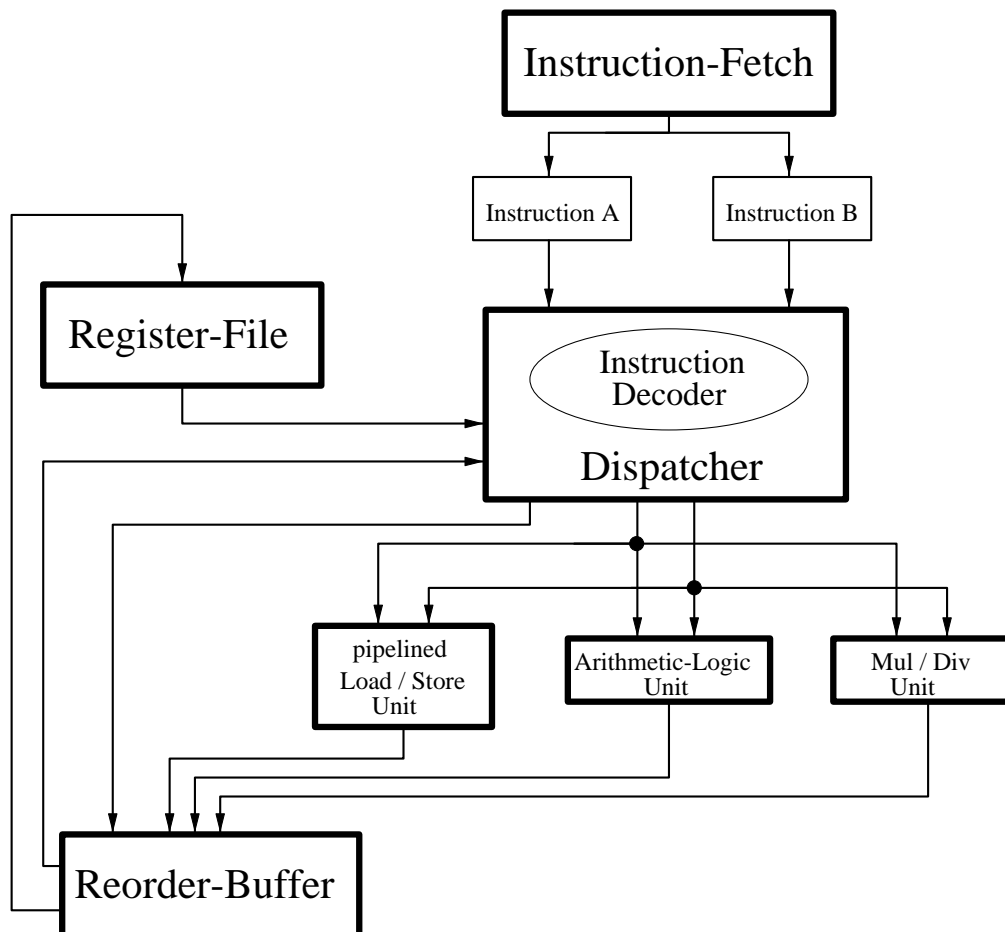 Instruction-Fetch
Instruction A
Instruction B
Register-File
Instruction
Decoder
Dispatcher
pipelined
Load / Store
Unit
Arithmetic-Logic
Unit
Mul / Div
Unit
Reorder-Buffer